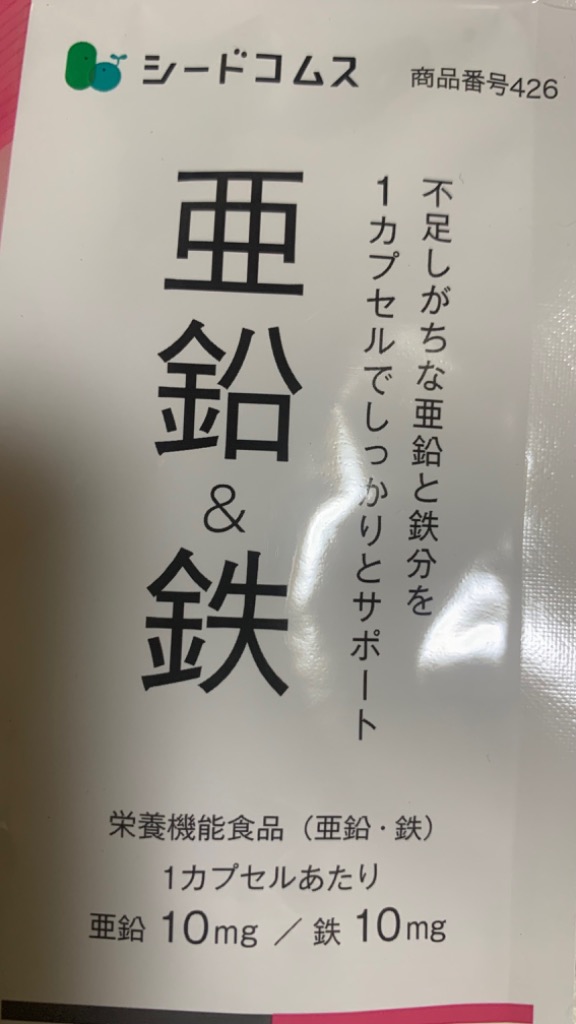 シードコムス
商品番号426
不足しがちな亜鉛と鉄分を
1カプセルでしっかりとサポート
亜鉛&鉄
栄養機能食品（亜鉛・鉄）
1カプセルあたり
亜鉛 10mg ／ 鉄 10mg